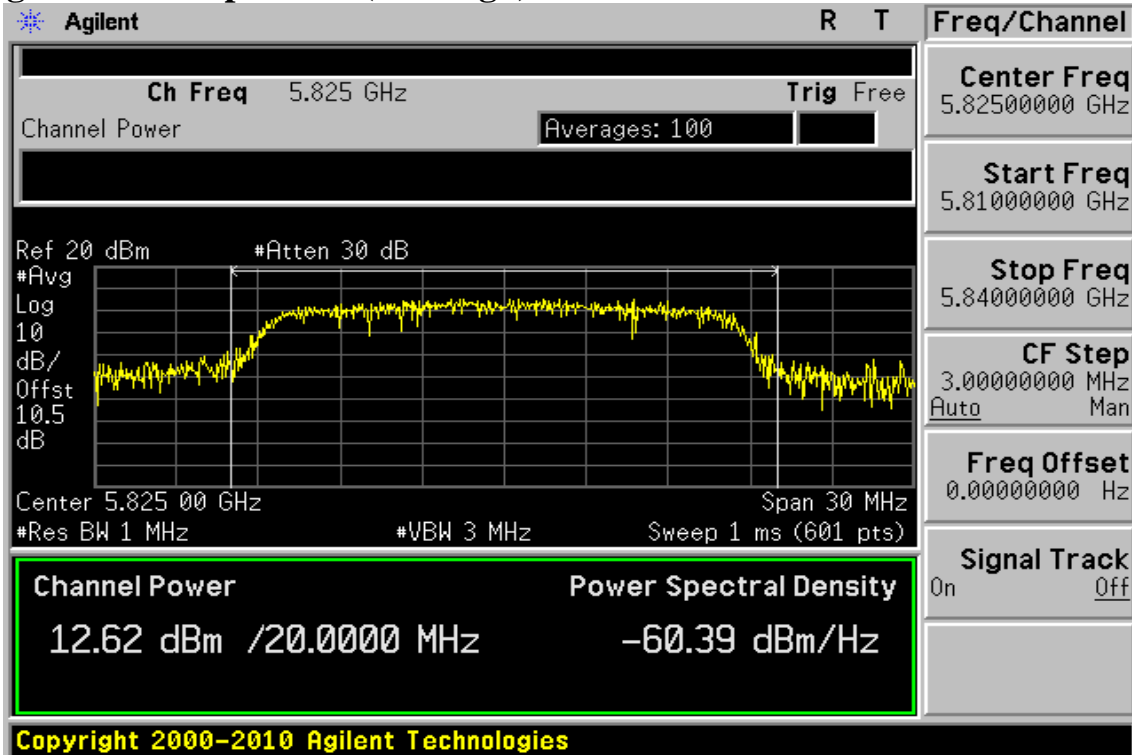 Agilent R T
Freq/Channel
Ch Freq 5.825 GHz Trig Free
Channel Power Averages: 100
Ref 20 dBm #Atten 30 dB
#Avg
Log
10
dB/
Offst
10.5
dB
Center 5.825 00 GHz Span 30 MHz
#Res BW 1 MHz #VBW 3 MHz Sweep 1 ms (601 pts)
Channel Power Power Spectral Density
12.62 dBm /20.0000 MHz -60.39 dBm/Hz
Center Freq
5.82500000 GHz
Start Freq
5.81000000 GHz
Stop Freq
5.84000000 GHz
CF Step
3.00000000 MHz
Auto Man
Freq Offset
0.00000000 Hz
Signal Track
On Off
Copyright 2000-2010 Agilent Technologies